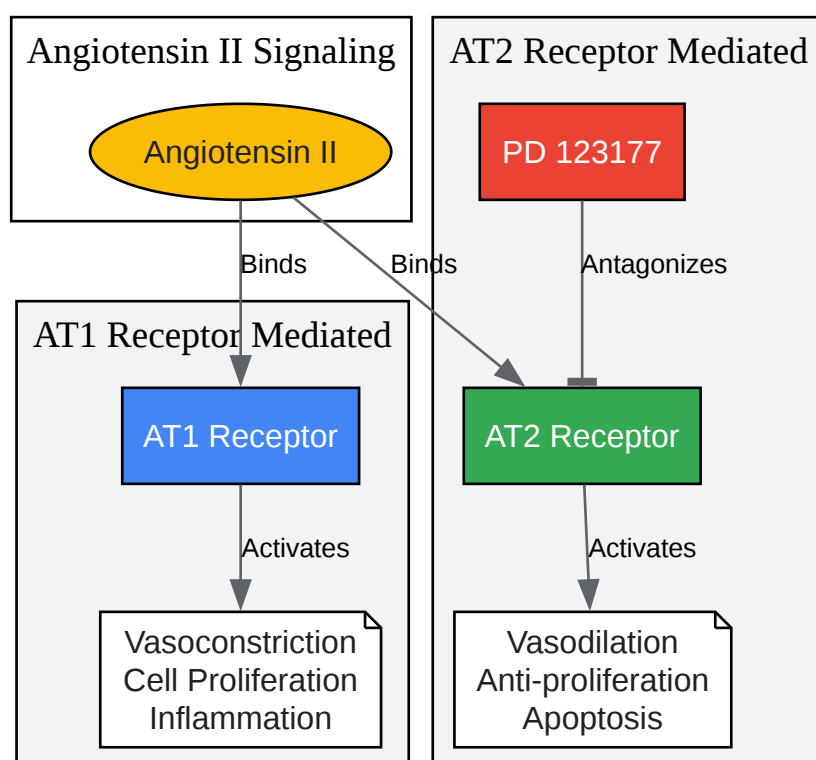 Angiotensin II Signaling
AT2 Receptor Mediated
Angiotensin II
PD 123177
Binds
Binds
Antagonizes
AT1 Receptor Mediated
AT1 Receptor
AT2 Receptor
Activates
Activates
Vasoconstriction
Cell Proliferation
Inflammation
Vasodilation
Anti-proliferation
Apoptosis